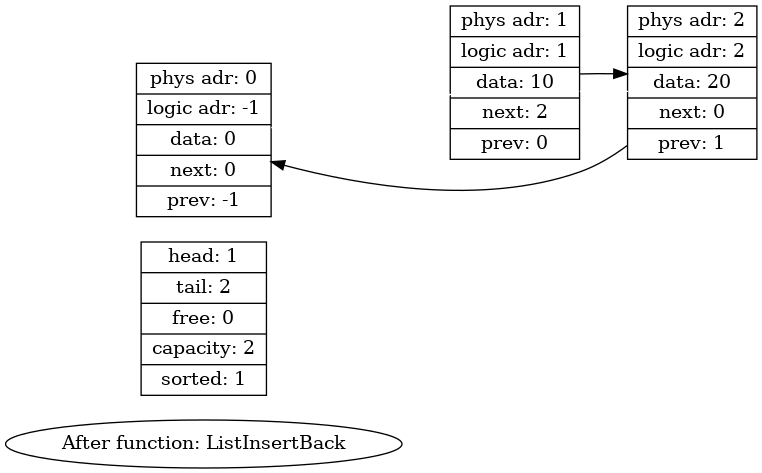 phys adr: 1
logic adr: 1
data: 10
next: 2
prev: 0
phys adr: 2
logic adr: 2
data: 20
next: 0
prev: 1
phys adr: 0
logic adr: -1
data: 0
next: 0
prev: -1
head: 1
tail: 2
free: 0
capacity: 2
sorted: 1
After function: ListInsertBack